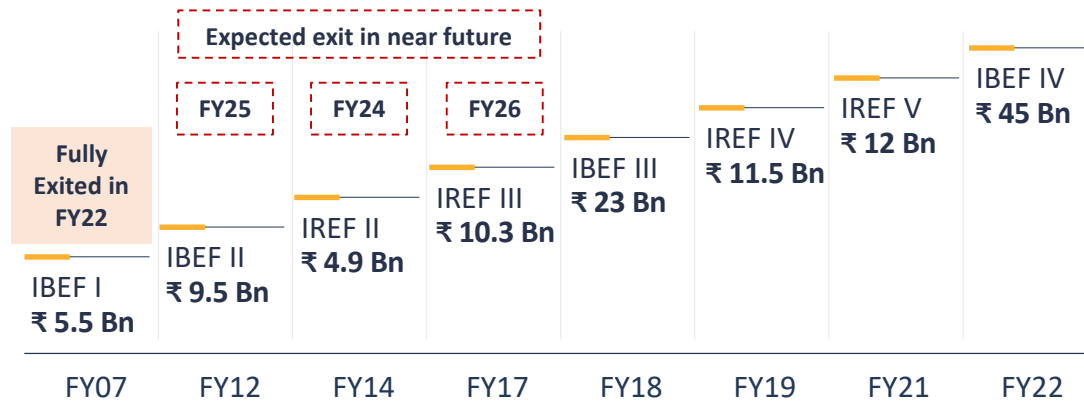 Expected exit in near future
FY25
FY24
FY26
Fully
Exited in
FY22
IBEF I
₹ 5.5 Bn
IBEF II
₹ 9.5 Bn
IREF II
₹ 4.9 Bn
IREF III
₹ 10.3 Bn
IBEF III
₹ 23 Bn
IREF IV
₹ 11.5 Bn
IREF V
₹ 12 Bn
IBEF IV
₹ 45 Bn
FY07 FY12 FY14 FY17 FY18 FY19 FY21 FY22